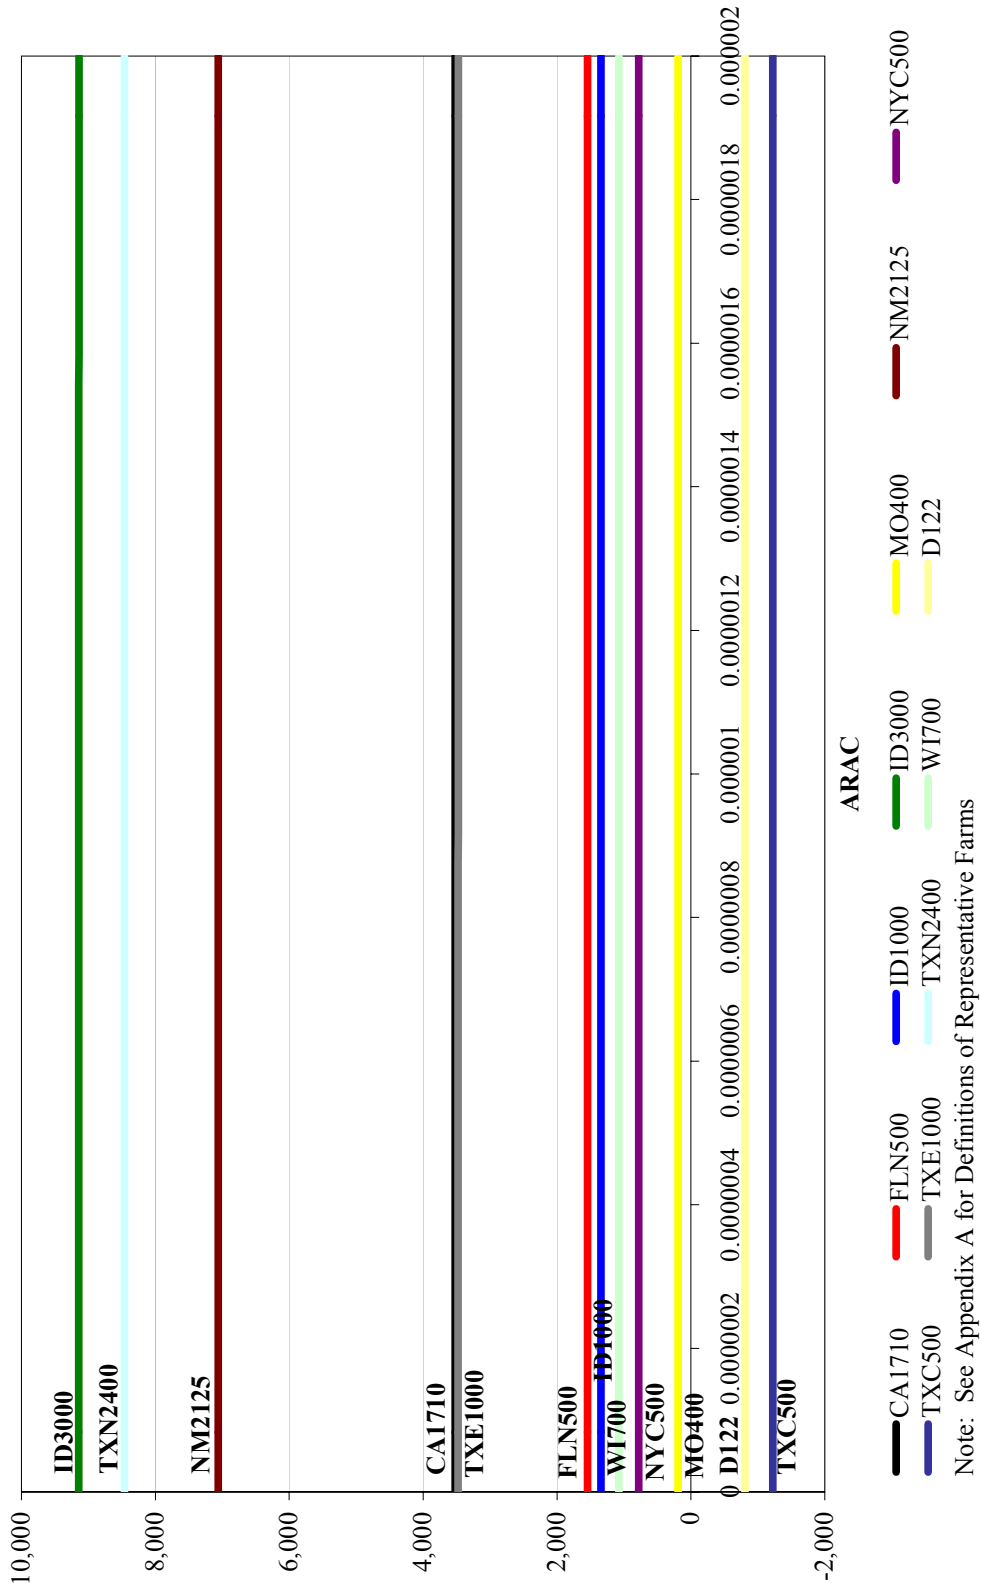 10,000
8,000
6,000
4,000
2,000
0
-2,000
ID3000
TXN2400
NM2125
CA1710
TXE1000
FLN500
ID1000
WI700
NYC500
MO400
D122
TXC500
0 0.0000002 0.0000004 0.0000006 0.0000008 0.000001 0.0000012 0.0000014 0.0000016 0.0000018 0.000002
ARAC
CA1710 FLN500 ID1000 ID3000 MO400 NM2125 NYC500
TXC500 TXE1000 TXN2400 WI700 D122
Note: See Appendix A for Definitions of Representative Farms